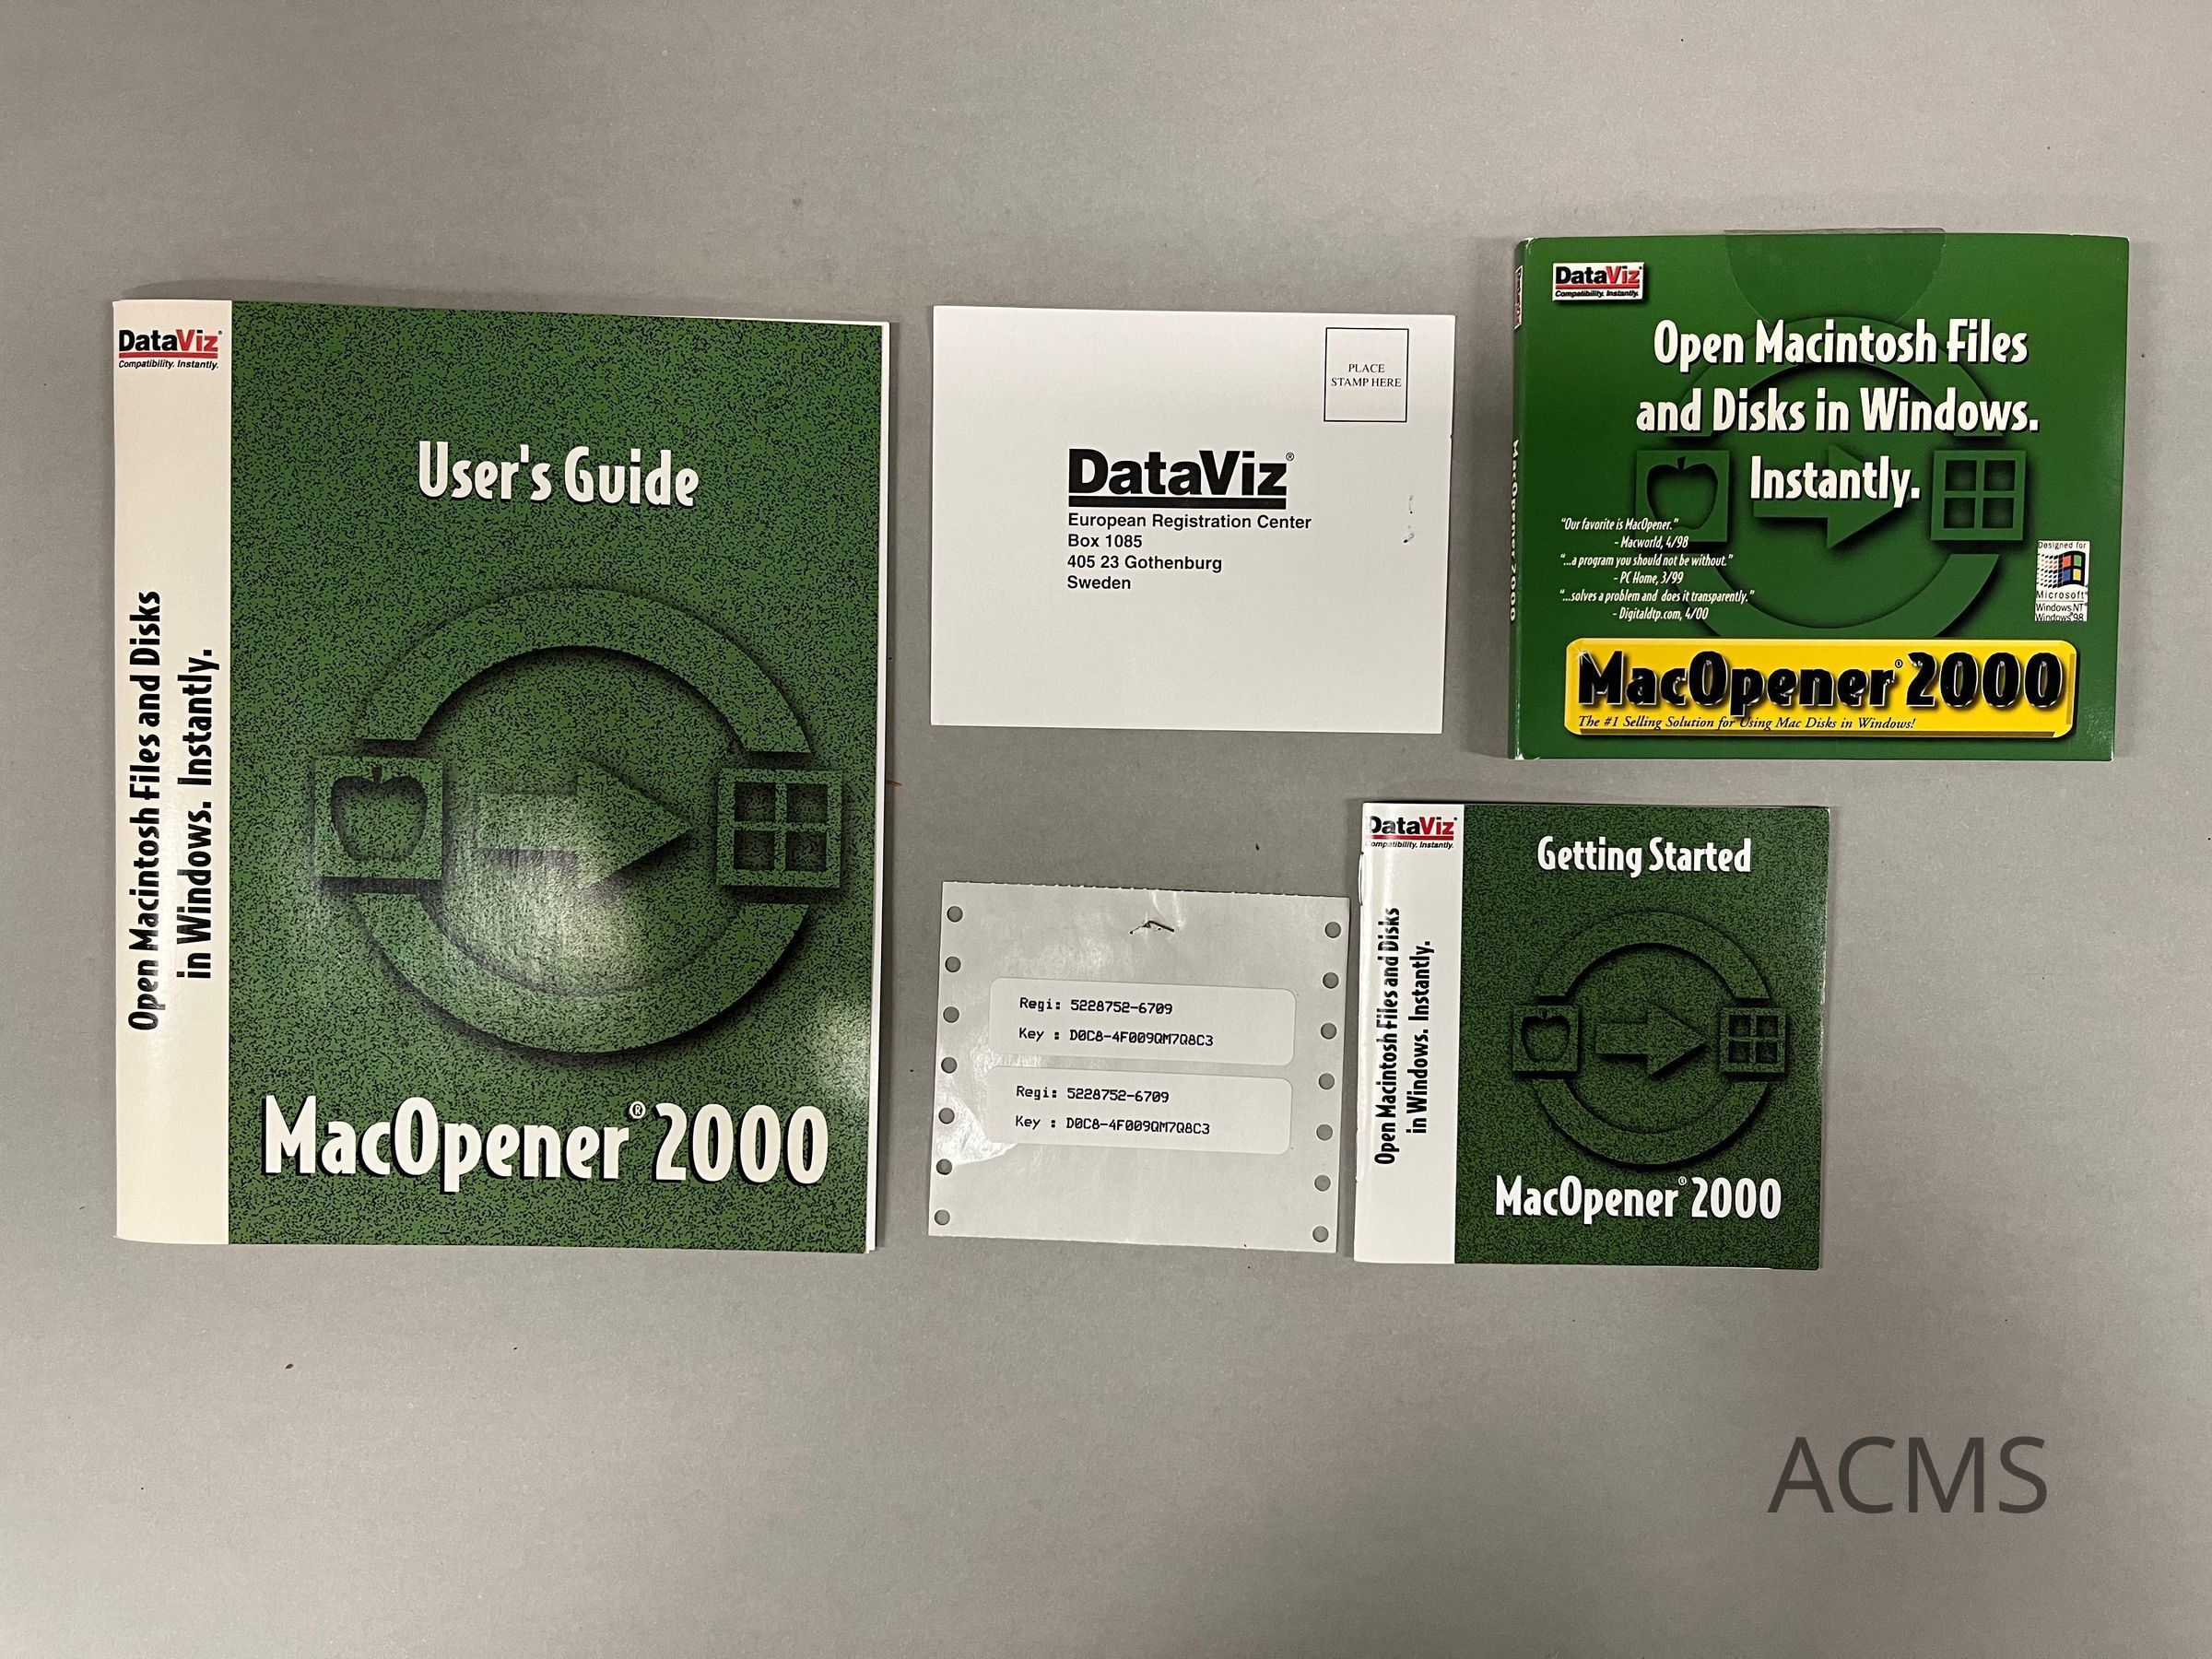 DataViz®
Compatibility. Instantly.
Open Macintosh Files and Disks
in Windows. Instantly.
User's Guide
MacOpener® 2000
PLACE
STAMP HERE
DataViz®
European Registration Center
Box 1085
405 23 Gothenburg
Sweden
DataViz®
Compatibility. Instantly.
Open Macintosh Files
and Disks in Windows.
Instantly.
"Our favorite is MacOpener."
- Macworld, 4/98
"...a program you should not be without."
- PC Home, 3/99
"...solves a problem and does it transparently."
- Digitaldtp.com, 4/00
Designed for
Microsoft®
Windows NT®
Windows®98
MacOpener® 2000
The #1 Selling Solution for Using Mac Disks in Windows!
MacOpener 2000
Regi: 5228752-6709
Key : D0C8-4F009QM7Q8C3
Regi: 5228752-6709
Key : D0C8-4F009QM7Q8C3
DataViz®
Compatibility. Instantly.
Open Macintosh Files and Disks
in Windows. Instantly.
Getting Started
MacOpener® 2000
ACMS